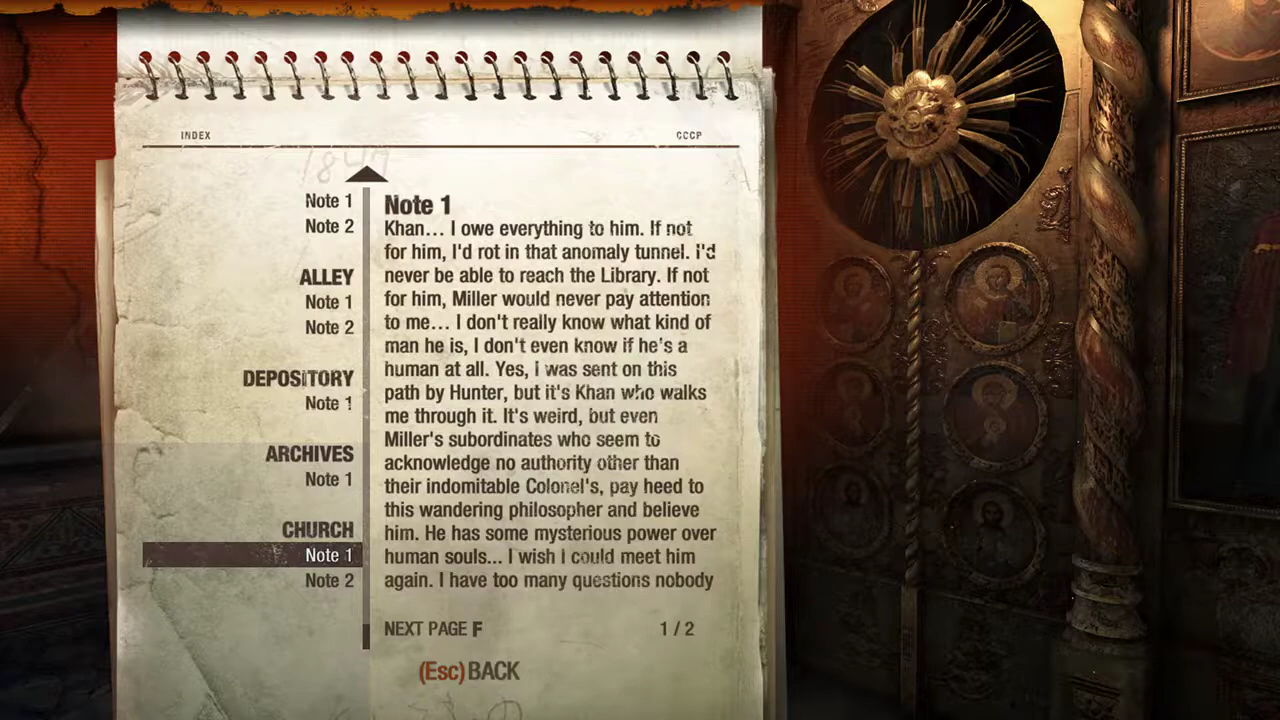 INDEX
CCCP
Note 1
Note 2
ALLEY
Note 1
Note 2
DEPOSITORY
Note 1
ARCHIVES
Note 1
CHURCH
Note 1
Note 2
Note 1
Khan... I owe everything to him. If not
for him, I'd rot in that anomaly tunnel. I'd
never be able to reach the Library. If not
for him, Miller would never pay attention
to me... I don't really know what kind of
man he is, I don't even know if he's a
human at all. Yes, I was sent on this
path by Hunter, but it's Khan who walks
me through it. It's weird, but even
Miller's subordinates who seem to
acknowledge no authority other than
their indomitable Colonel's, pay heed to
this wandering philosopher and believe
him. He has some mysterious power over
human souls... I wish I could meet him
again. I have too many questions nobody
NEXT PAGE F
1 / 2
(Esc) BACK